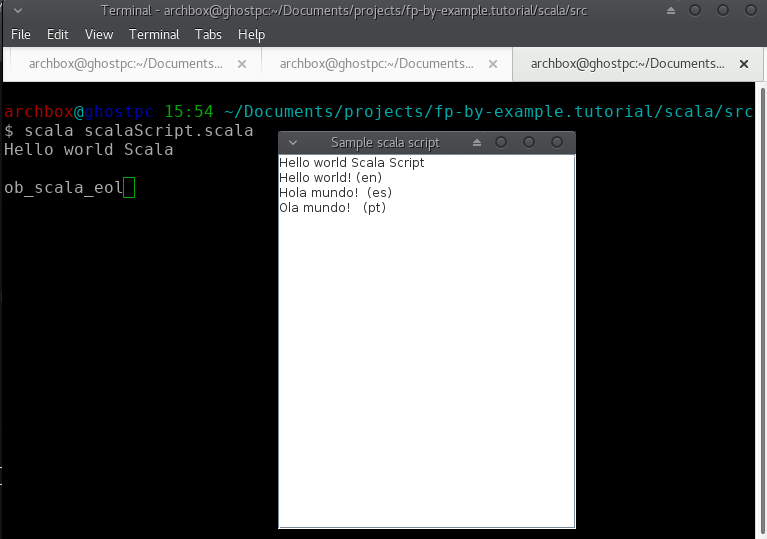 Terminal - archbox@ghostpc:~/Documents/projects/fp-by-example.tutorial/scala/src
File Edit View Terminal Tabs Help
archbox@ghostpc:~/Documents... archbox@ghostpc:~/Documents... archbox@ghostpc:~/Documents...
archbox@ghostpc 15:54 ~/Documents/projects/fp-by-example.tutorial/scala/src
$ scala scalaScript.scala
Hello world Scala
ob_scala_eol
Sample scala script
Hello world Scala Script
Hello world! (en)
Hola mundo!  (es)
Ola mundo!   (pt)